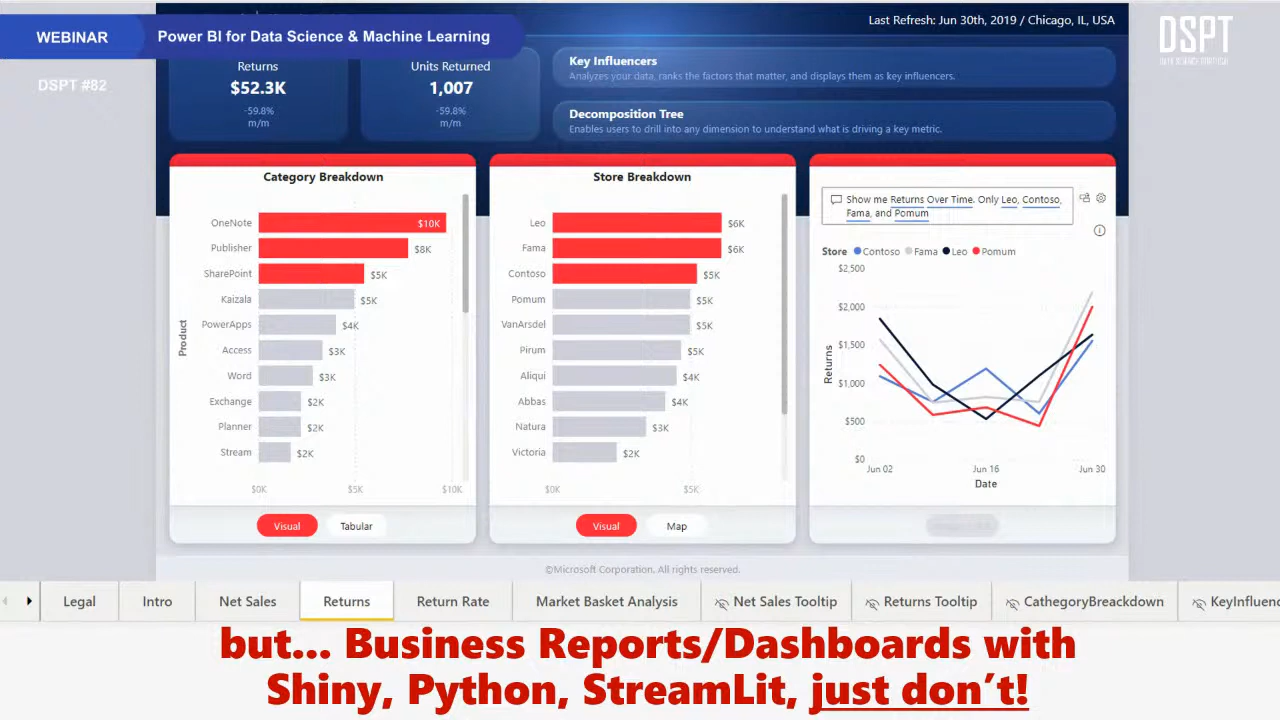 WEBINAR
Power BI for Data Science & Machine Learning
DSPT #82
Last Refresh: Jun 30th, 2019 / Chicago, IL, USA
DSPT
DATA SCIENCE PORTUGAL
Returns
$52.3K
-59.8%
m/m
Units Returned
1,007
-59.8%
m/m
Key Influencers
Analyzes your data, ranks the factors that matter, and displays them as key influencers.
Decomposition Tree
Enables users to drill into any dimension to understand what is driving a key metric.
Category Breakdown
Product
OneNote $10K
Publisher $8K
SharePoint $5K
Kaizala $5K
PowerApps $4K
Access $3K
Word $3K
Exchange $2K
Planner $2K
Stream $2K
$0K $5K $10K
Visual Tabular
Store Breakdown
Leo $6K
Fama $6K
Contoso $5K
Pomum $5K
VanArsdel $5K
Pirum $5K
Aliqui $4K
Abbas $4K
Natura $3K
Victoria $2K
$0K $5K
Visual Map
Show me Returns Over Time. Only Leo, Contoso,
Fama, and Pomum
Store Contoso Fama Leo Pomum
Returns
$2,500
$2,000
$1,500
$1,000
$500
$0
Jun 02 Jun 16 Jun 30
Date
©Microsoft Corporation. All rights reserved.
Legal Intro Net Sales Returns Return Rate Market Basket Analysis Net Sales Tooltip Returns Tooltip CathegoryBreackdown KeyInfluenc
but... Business Reports/Dashboards with
Shiny, Python, StreamLit, just don't!